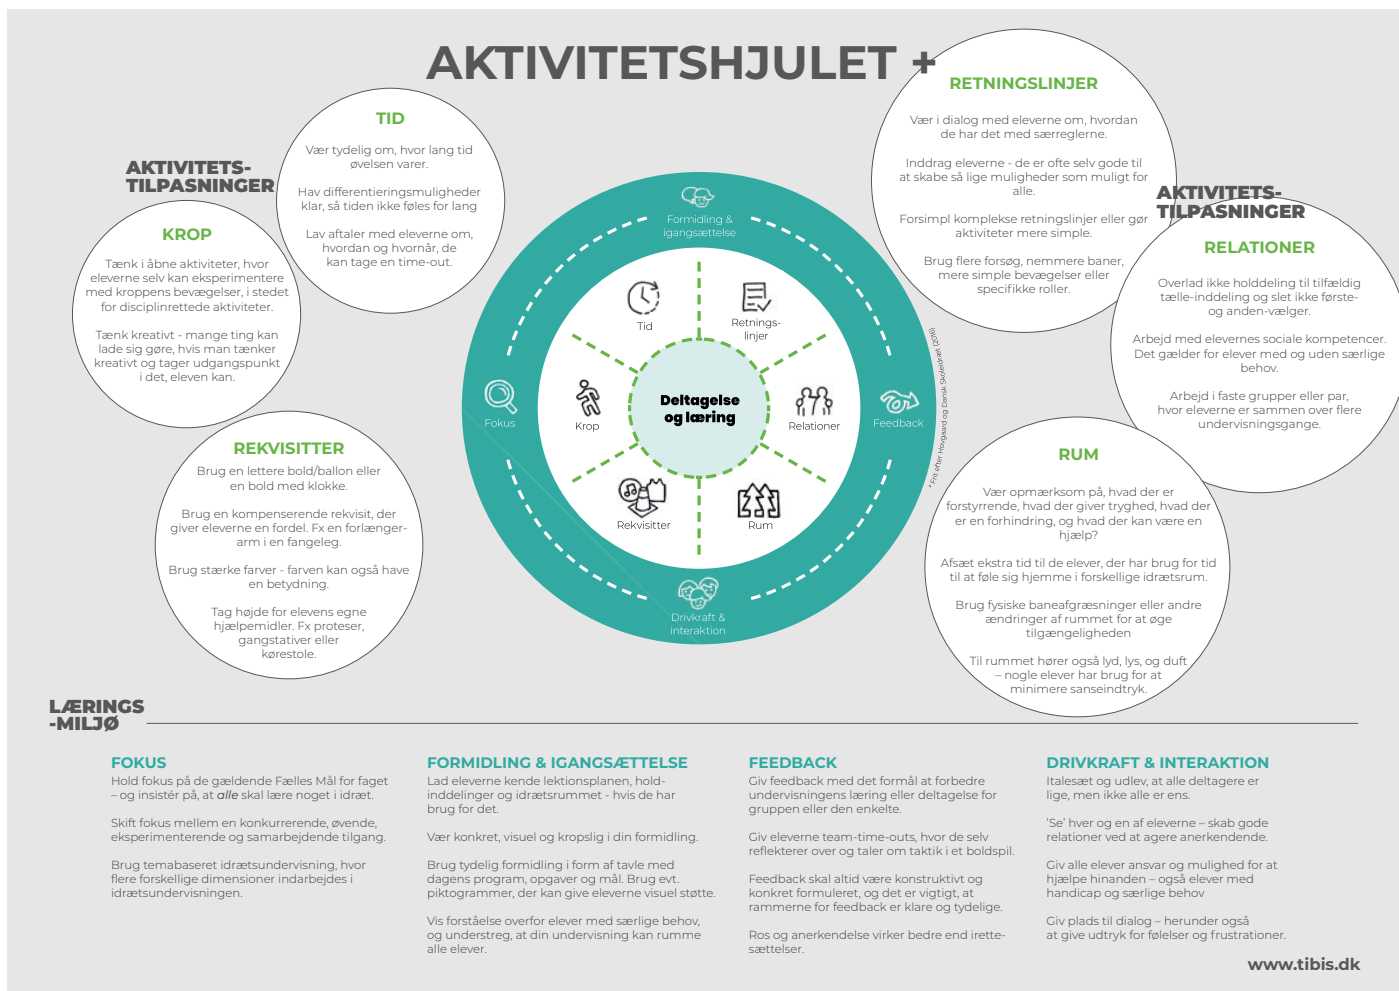 AKTIVITETSHJULET +
AKTIVITETS-
TILPASNINGER
TID
Vær tydelig om, hvor lang tid
øvelsen varer.
Hav differentieringsmuligheder
klar, så tiden ikke føles for lang
Lav aftaler med eleverne om,
hvordan og hvornår, de
kan tage en time-out.
KROP
Tænk i åbne aktiviteter, hvor
eleverne selv kan eksperimentere
med kroppens bevægelser, i stedet
for disciplinrettede aktiviteter.
Tænk kreativt - mange ting kan
lade sig gøre, hvis man tænker
kreativt og tager udgangspunkt
i det, eleven kan.
REKVISITTER
Brug en lettere bold/ballon eller
en bold med klokke.
Brug en kompenserende rekvisit, der
giver eleverne en fordel. Fx en forlænger-
arm i en fangeleg.
Brug stærke farver - farven kan også have
en betydning.
Tag højde for elevens egne
hjælpemidler. Fx proteser,
gangstativer eller
kørestole.
Formidling &
igangsættelse
Tid
Retnings-
linjer
Fokus
Krop
Deltagelse
og læring
Relationer
Feedback
Rekvisitter
Rum
Drivkraft &
interaktion
* Frit efter Hovgaard og Dansk Skoleidræt (2016)
RETNINGSLINJER
Vær i dialog med eleverne om, hvordan
de har det med særreglerne.
Inddrag eleverne - de er ofte selv gode til
at skabe så lige muligheder som muligt for
alle.
Forsimpl komplekse retningslinjer eller gør
aktiviteter mere simple.
Brug flere forsøg, nemmere baner,
mere simple bevægelser eller
specifikke roller.
AKTIVITETS-
TILPASNINGER
RELATIONER
Overlad ikke holddeling til tilfældig
tælle-inddeling og slet ikke første-
og anden-vælger.
Arbejd med elevernes sociale kompetencer.
Det gælder for elever med og uden særlige
behov.
Arbejd i faste grupper eller par,
hvor eleverne er sammen over flere
undervisningsgange.
RUM
Vær opmærksom på, hvad der er
forstyrrende, hvad der giver tryghed, hvad der
er en forhindring, og hvad der kan være en
hjælp?
Afsæt ekstra tid til de elever, der har brug for tid
til at føle sig hjemme i forskellige idrætsrum.
Brug fysiske baneafgræsninger eller andre
ændringer af rummet for at øge
tilgængeligheden
Til rummet hører også lyd, lys, og duft
– nogle elever har brug for at
minimere sanseindtryk.
LÆRINGS
-MILJØ
FOKUS
Hold fokus på de gældende Fælles Mål for faget
– og insistér på, at alle skal lære noget i idræt.
Skift fokus mellem en konkurrerende, øvende,
eksperimenterende og samarbejdende tilgang.
Brug temabaseret idrætsundervisning, hvor
flere forskellige dimensioner indarbejdes i
idrætsundervisningen.
FORMIDLING & IGANGSÆTTELSE
Lad eleverne kende lektionsplanen, hold-
inddelinger og idrætsrummet - hvis de har
brug for det.
Vær konkret, visuel og kropslig i din formidling.
Brug tydelig formidling i form af tavle med
dagens program, opgaver og mål. Brug evt.
piktogrammer, der kan give eleverne visuel støtte.
Vis forståelse overfor elever med særlige behov,
og understreg, at din undervisning kan rumme
alle elever.
FEEDBACK
Giv feedback med det formål at forbedre
undervisningens læring eller deltagelse for
gruppen eller den enkelte.
Giv eleverne team-time-outs, hvor de selv
reflekterer over og taler om taktik i et boldspil.
Feedback skal altid være konstruktivt og
konkret formuleret, og det er vigtigt, at
rammerne for feedback er klare og tydelige.
Ros og anerkendelse virker bedre end irette-
sættelser.
DRIVKRAFT & INTERAKTION
Italesæt og udlev, at alle deltagere er
lige, men ikke alle er ens.
'Se' hver og en af eleverne – skab gode
relationer ved at agere anerkendende.
Giv alle elever ansvar og mulighed for at
hjælpe hinanden – også elever med
handicap og særlige behov
Giv plads til dialog – herunder også
at give udtryk for følelser og frustrationer.
www.tibis.dk